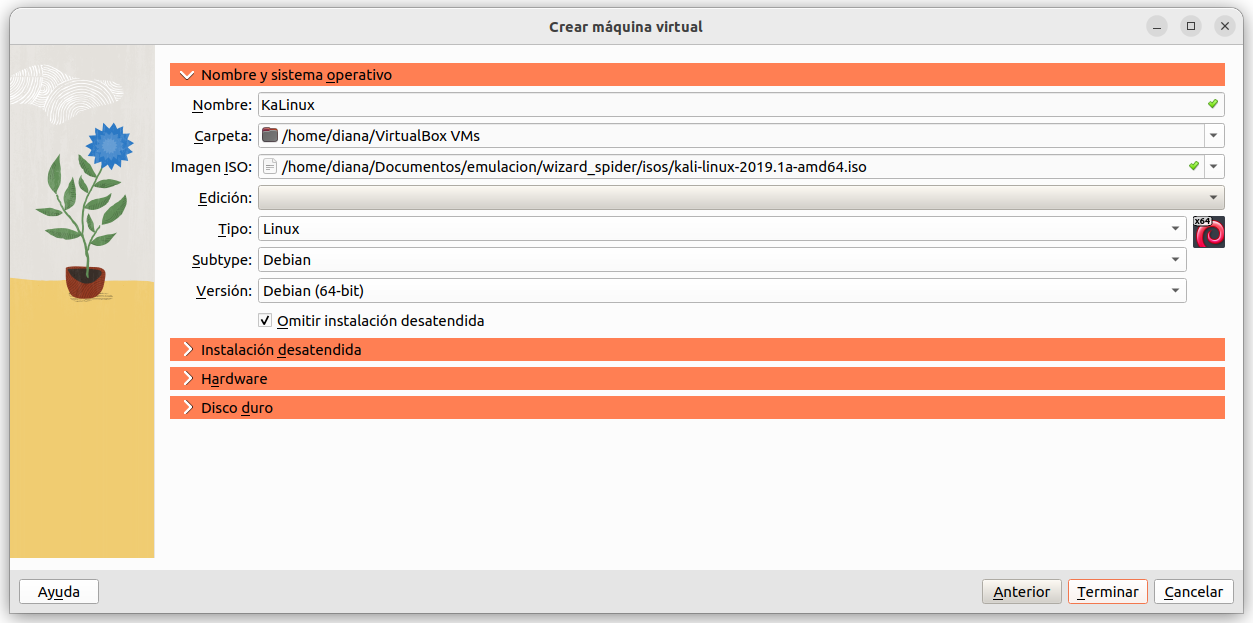 Crear máquina virtual
Nombre y sistema operativo
Nombre: KaLinux
Carpeta: /home/diana/VirtualBox VMs
Imagen ISO: /home/diana/Documentos/emulacion/wizard_spider/isos/kali-linux-2019.1a-amd64.iso
Edición:
Tipo: Linux
x64
Subtype: Debian
Versión: Debian (64-bit)
Omitir instalación desatendida
Instalación desatendida
Hardware
Disco duro
Ayuda Anterior Terminar Cancelar